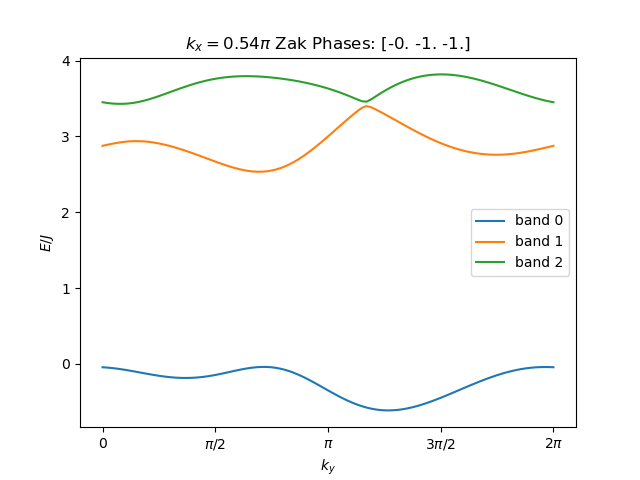 $k_x = 0.54\pi$ Zak Phases: [-0. -1. -1.]
4
3
2
1
0
E/J
band 0
band 1
band 2
0
π/2
π
3π/2
2π
$k_y$